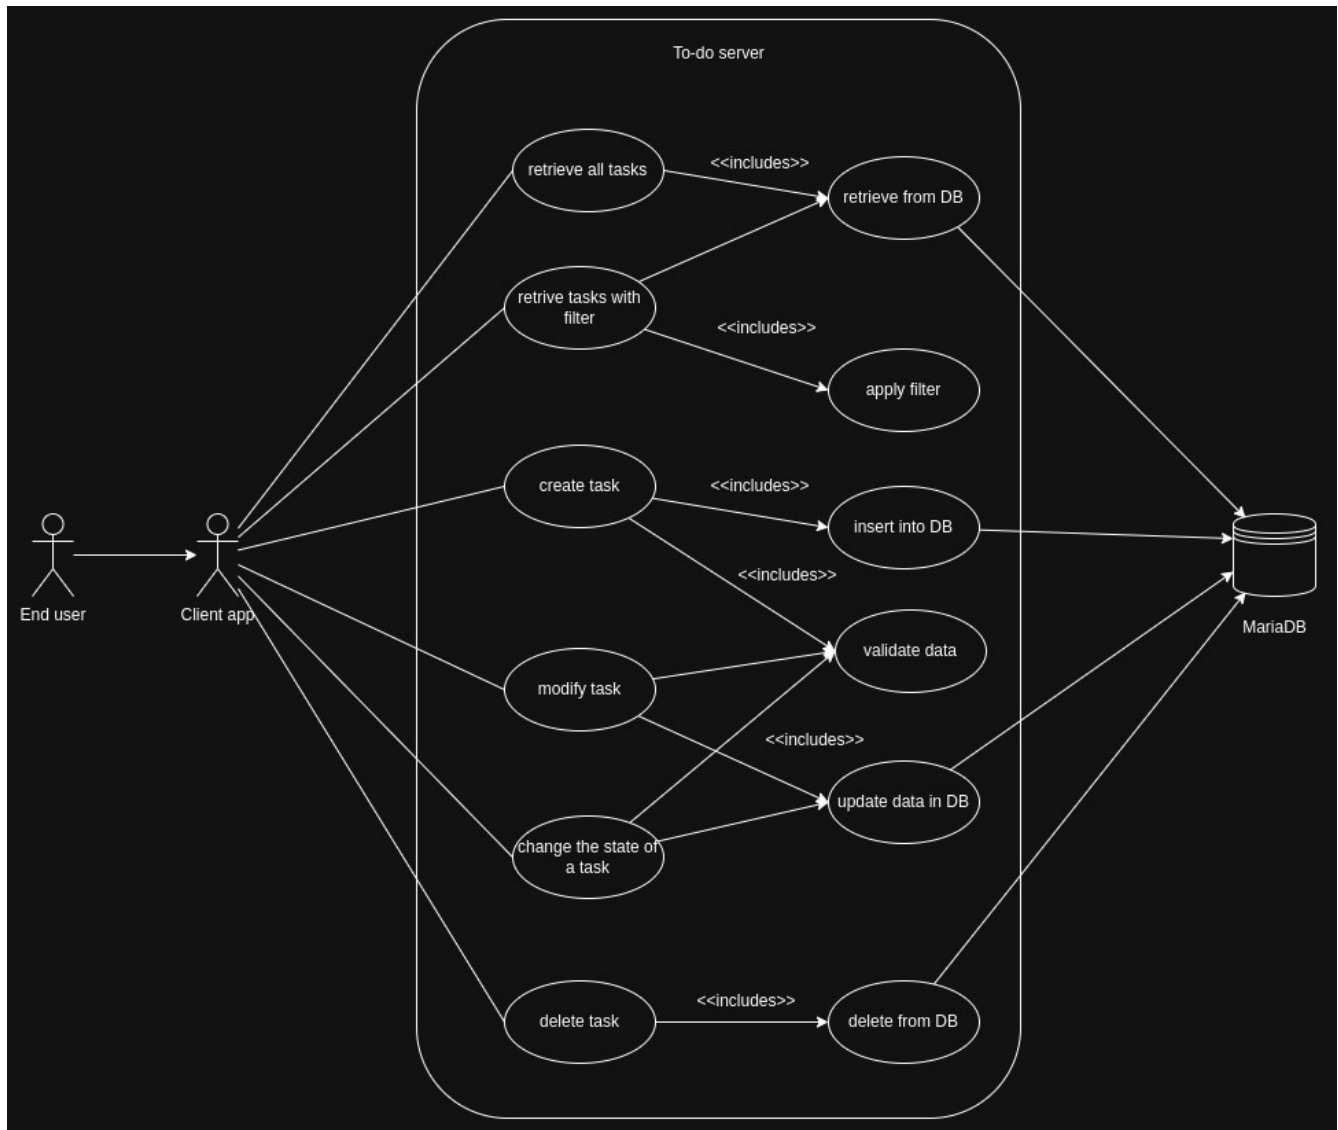 To-do server
retrieve all tasks
<<includes>>
retrieve from DB
retrive tasks with
filter
<<includes>>
apply filter
create task
<<includes>>
insert into DB
<<includes>>
End user
Client app
MariaDB
validate data
modify task
<<includes>>
update data in DB
change the state of
a task
delete task
<<includes>>
delete from DB